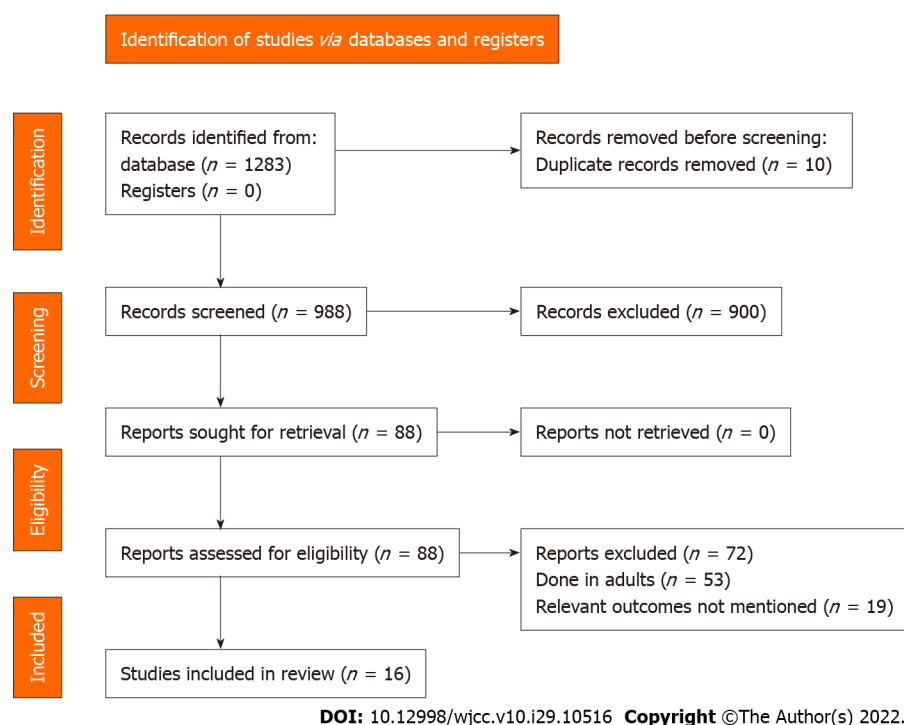 Identification of studies via databases and registers
Identification
Records identified from:
database (n = 1283)
Registers (n = 0)
Records removed before screening:
Duplicate records removed (n = 10)
Screening
Records screened (n = 988)
Records excluded (n = 900)
Reports sought for retrieval (n = 88)
Reports not retrieved (n = 0)
Eligibility
Reports assessed for eligibility (n = 88)
Reports excluded (n = 72)
Done in adults (n = 53)
Relevant outcomes not mentioned (n = 19)
Included
Studies included in review (n = 16)
DOI: 10.12998/wjcc.v10.i29.10516 Copyright ©The Author(s) 2022.